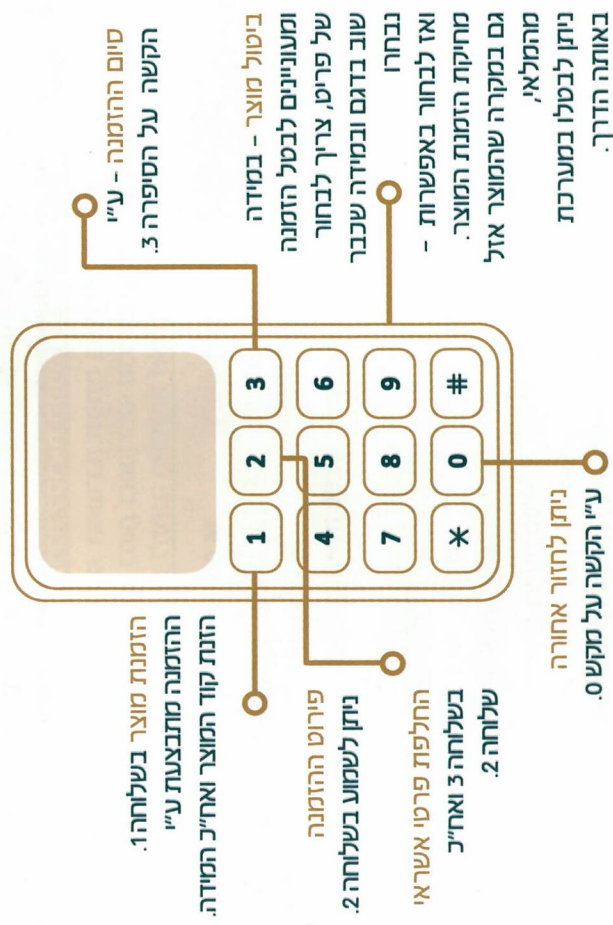 הזמנת מוצר בשלוחה 1.
ההזמנה מתבצעת ע״י
הזנת קוד המוצר ואח״כ המידה.
פירוט ההזמנה
ניתן לשמוע בשלוחה 2.
החלפת פרטי אשראי
בשלוחה 3 ואח״כ
שלוחה 2.
1 2 3
4 5 6
7 8 9
* 0 #
ניתן לחזור אחורה
ע״י הקשה על מקש 0.
סיום ההזמנה – ע״י
הקשה על הסיפרה 3.
ביטול מוצר – במידה
ומעוניינים לבטל הזמנה
של פריט, צריך לבחור
שוב בדגם ובמידה שכבר
נבחרו
ואז לבחור באפשרות –
מחיקת הזמנת המוצר.
גם במקרה שהמוצר אזל
מהמלאי,
ניתן לבטלו במערכת
באותה הדרך.